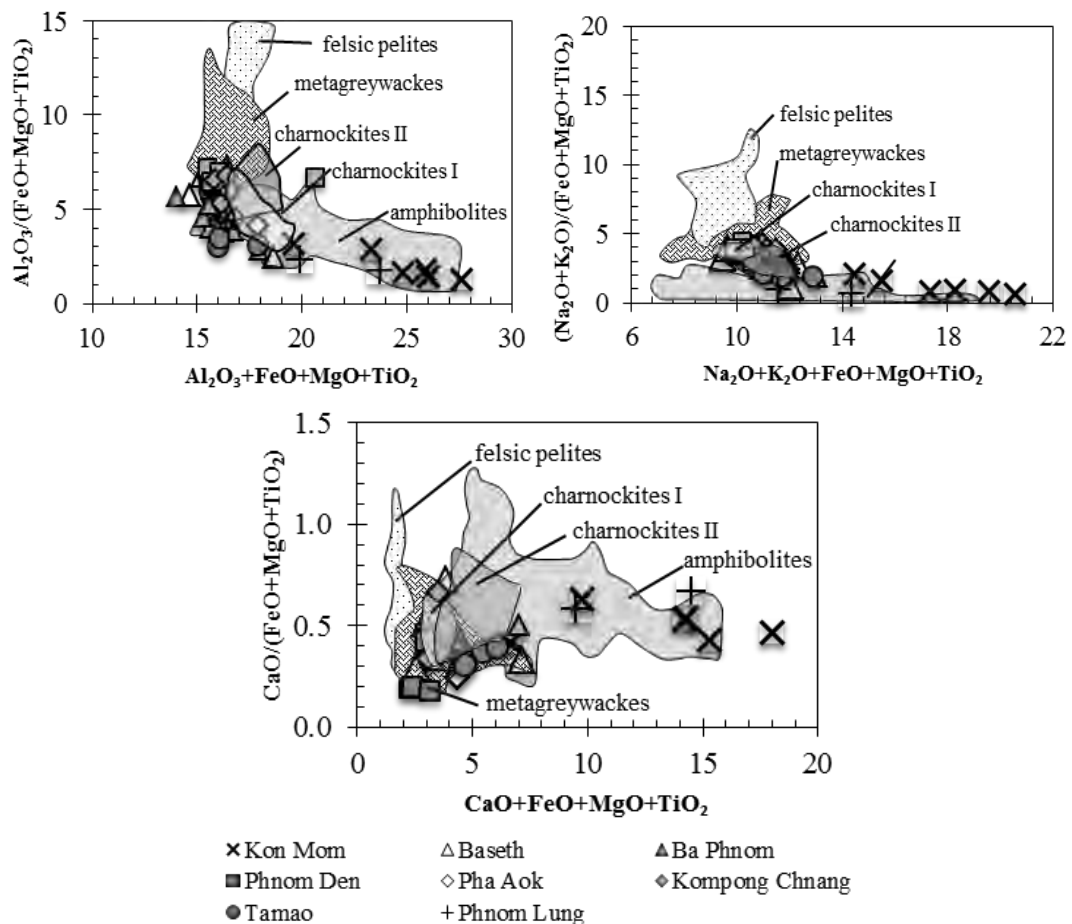 15
10
5
0
10 15 20 25 30
Al₂O₃/(FeO+MgO+TiO₂)
Al₂O₃+FeO+MgO+TiO₂
felsic pelites
metagreywackes
charnockites II
charnockites I
amphibolites
20
15
10
5
0
6 10 14 18 22
(Na₂O+K₂O)/(FeO+MgO+TiO₂)
Na₂O+K₂O+FeO+MgO+TiO₂
felsic pelites
metagreywackes
charnockites I
charnockites II
1.5
1.0
0.5
0.0
0 5 10 15 20
CaO/(FeO+MgO+TiO₂)
CaO+FeO+MgO+TiO₂
felsic pelites
charnockites I
charnockites II
amphibolites
metagreywackes
Kon Mom Baseth Ba Phnom
Phnom Den Pha Aok Kompong Chnang
Tamao Phnom Lung